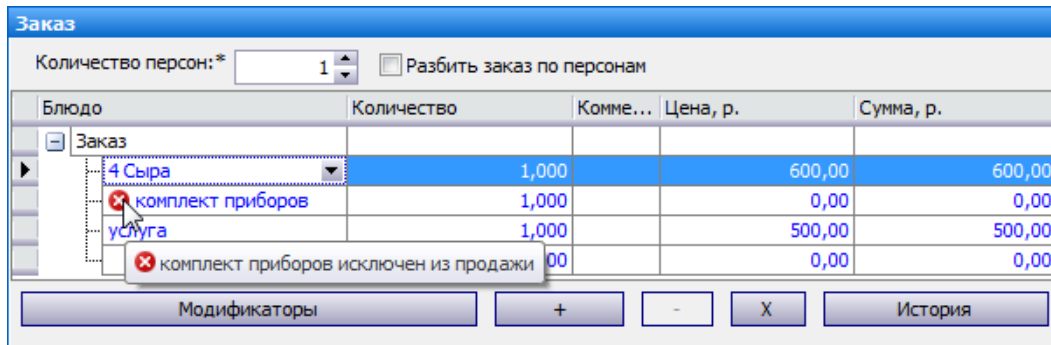 Заказ
Количество персон:* 1 Разбить заказ по персонам
Блюдо Количество Комме... Цена, р. Сумма, р.
Заказ
4 Сыра 1,000 600,00 600,00
комплект приборов 1,000 0,00 0,00
услуга 1,000 500,00 500,00
комплект приборов исключен из продажи 00 0,00 0,00
Модификаторы + - X История